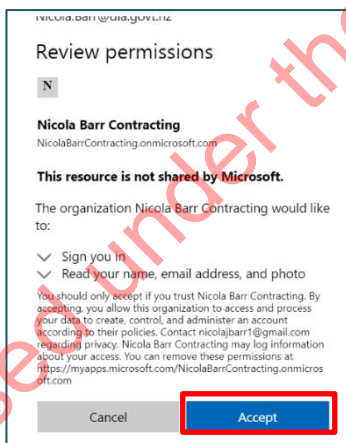 Nicola.Barr@dia.govt.nz
Review permissions
N
Nicola Barr Contracting
NicolaBarrContracting.onmicrosoft.com
This resource is not shared by Microsoft.
The organization Nicola Barr Contracting would like
to:
Sign you in
Read your name, email address, and photo
You should only accept if you trust Nicola Barr Contracting. By
accepting, you allow this organization to access and process
your data to create, control, and administer an account
according to their policies. Contact nicolajbarr1@gmail.com
regarding privacy. Nicola Barr Contracting may log information
about your access. You can remove these permissions at
https://myapps.microsoft.com/NicolaBarrContracting.onmicros
oft.com
Cancel
Accept
sed under the